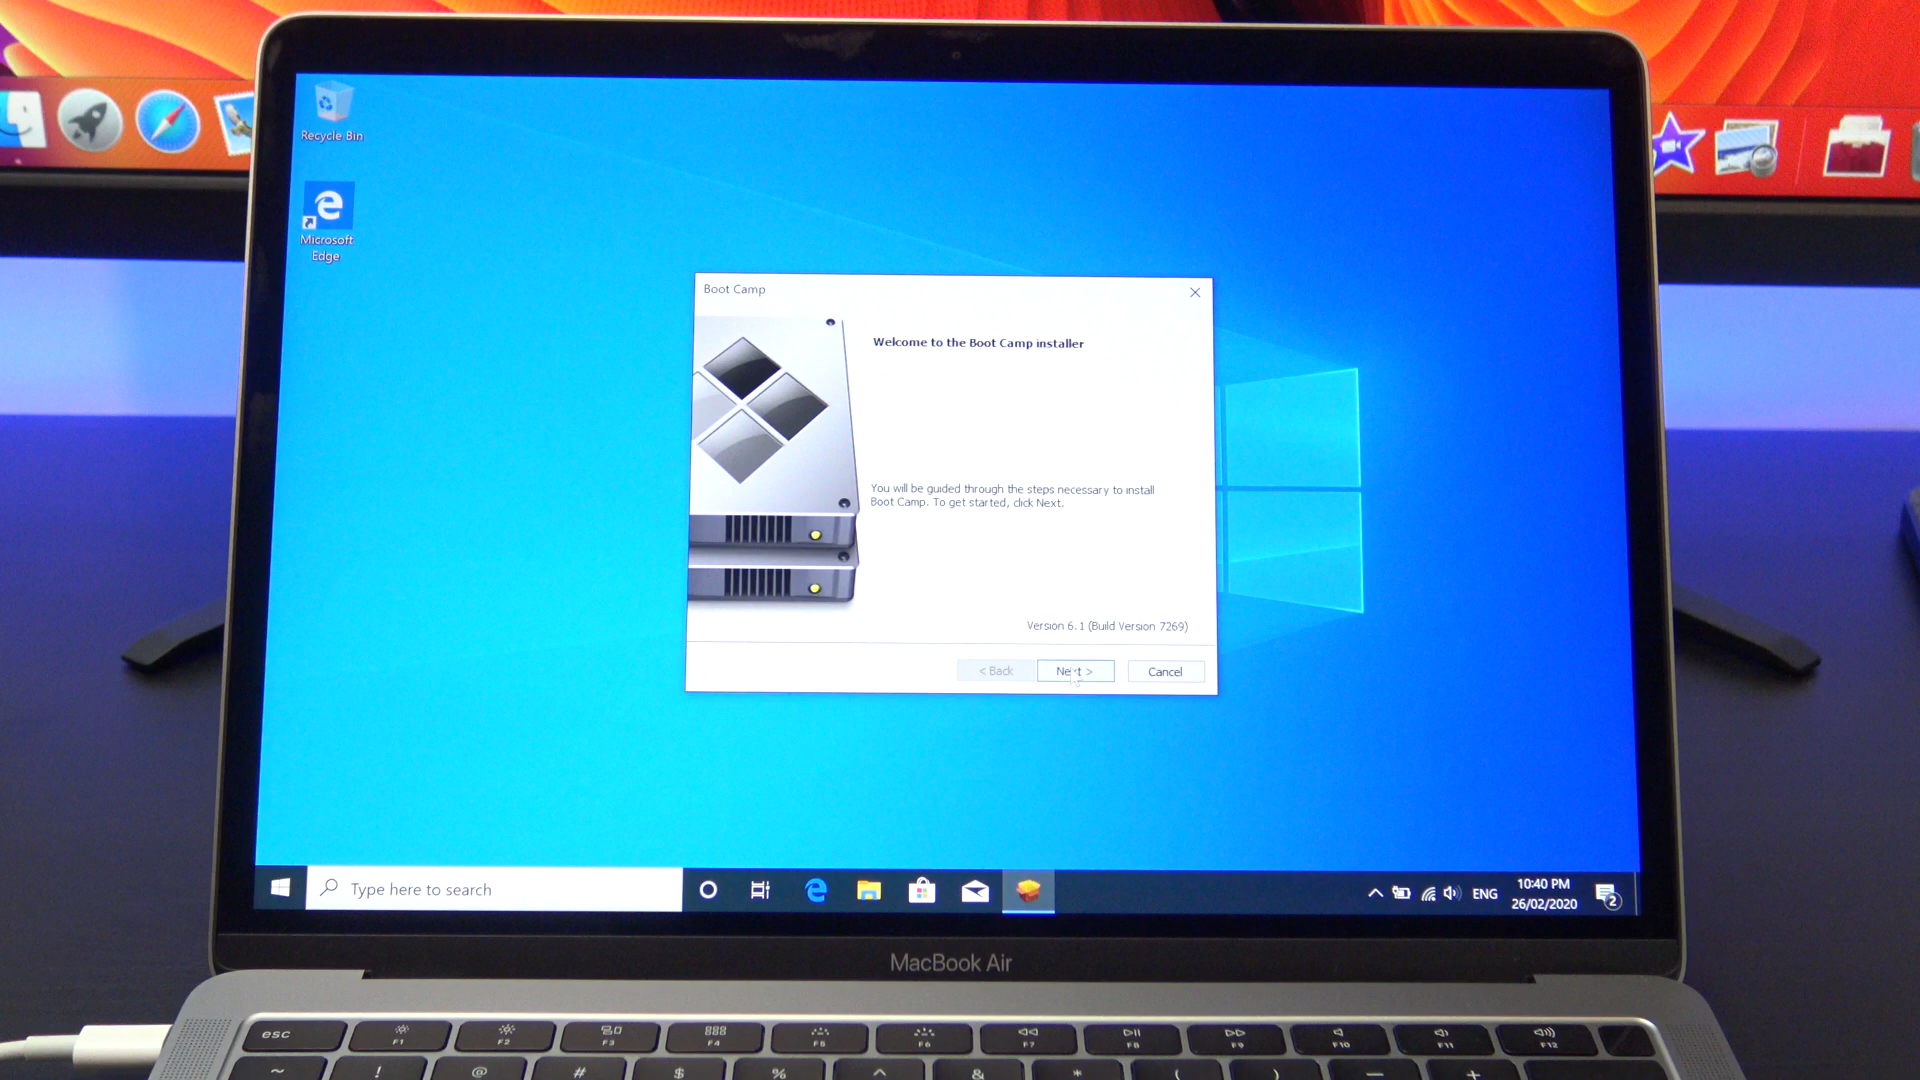 Recycle Bin
Microsoft
Edge
Boot Camp
Welcome to the Boot Camp installer
You will be guided through the steps necessary to install
Boot Camp. To get started, click Next.
Version 6.1 (Build Version 7269)
< Back
Next >
Cancel
Type here to search
ENG
10:40 PM
26/02/2020
2
MacBook Air
esc
F1
F2
F3
F4
F5
F6
F7
F8
F9
F10
F11
F12
~
!
@
#
$
%
^
&
*
(
)
—
+